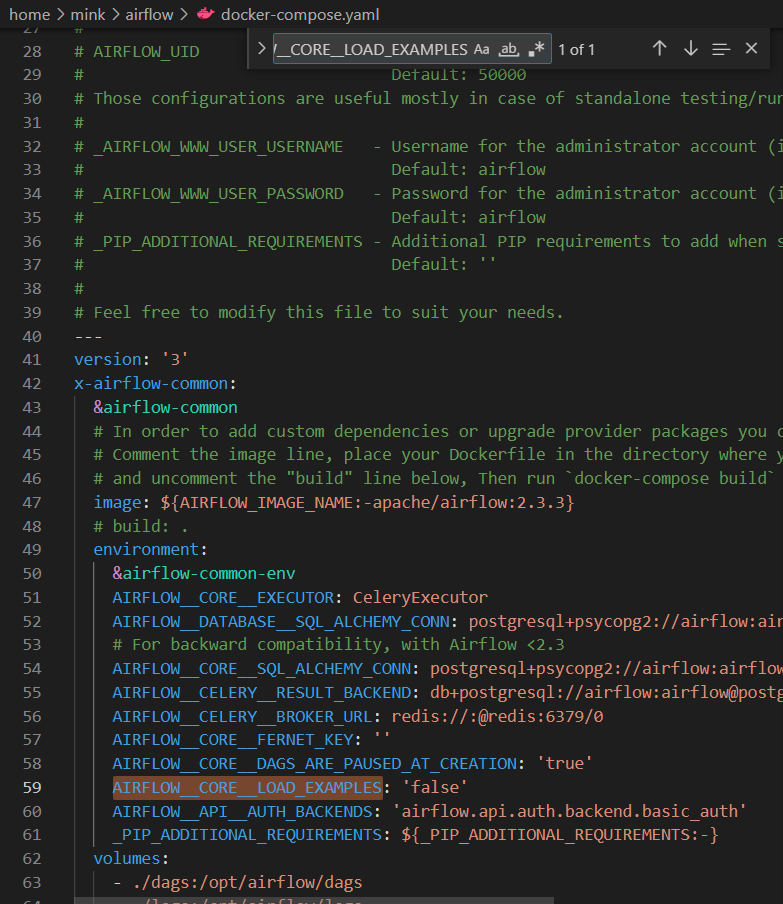 home > mink > airflow > docker-compose.yaml
/__CORE__LOAD_EXAMPLES Aa ab .* 1 of 1
27 #
28 # AIRFLOW_UID
29 # Default: 50000
30 # Those configurations are useful mostly in case of standalone testing/run
31 #
32 # _AIRFLOW_WWW_USER_USERNAME - Username for the administrator account (i
33 # Default: airflow
34 # _AIRFLOW_WWW_USER_PASSWORD - Password for the administrator account (i
35 # Default: airflow
36 # _PIP_ADDITIONAL_REQUIREMENTS - Additional PIP requirements to add when s
37 # Default: ''
38 #
39 # Feel free to modify this file to suit your needs.
40 ---
41 version: '3'
42 x-airflow-common:
43 &airflow-common
44 # In order to add custom dependencies or upgrade provider packages you c
45 # Comment the image line, place your Dockerfile in the directory where y
46 # and uncomment the "build" line below, Then run `docker-compose build`
47 image: ${AIRFLOW_IMAGE_NAME:-apache/airflow:2.3.3}
48 # build: .
49 environment:
50 &airflow-common-env
51 AIRFLOW__CORE__EXECUTOR: CeleryExecutor
52 AIRFLOW__DATABASE__SQL_ALCHEMY_CONN: postgresql+psycopg2://airflow:air
53 # For backward compatibility, with Airflow <2.3
54 AIRFLOW__CORE__SQL_ALCHEMY_CONN: postgresql+psycopg2://airflow:airflow
55 AIRFLOW__CELERY__RESULT_BACKEND: db+postgresql://airflow:airflow@postg
56 AIRFLOW__CELERY__BROKER_URL: redis://:@redis:6379/0
57 AIRFLOW__CORE__FERNET_KEY: ''
58 AIRFLOW__CORE__DAGS_ARE_PAUSED_AT_CREATION: 'true'
59 AIRFLOW__CORE__LOAD_EXAMPLES: 'false'
60 AIRFLOW__API__AUTH_BACKENDS: 'airflow.api.auth.backend.basic_auth'
61 _PIP_ADDITIONAL_REQUIREMENTS: ${_PIP_ADDITIONAL_REQUIREMENTS:-}
62 volumes:
63 - ./dags:/opt/airflow/dags